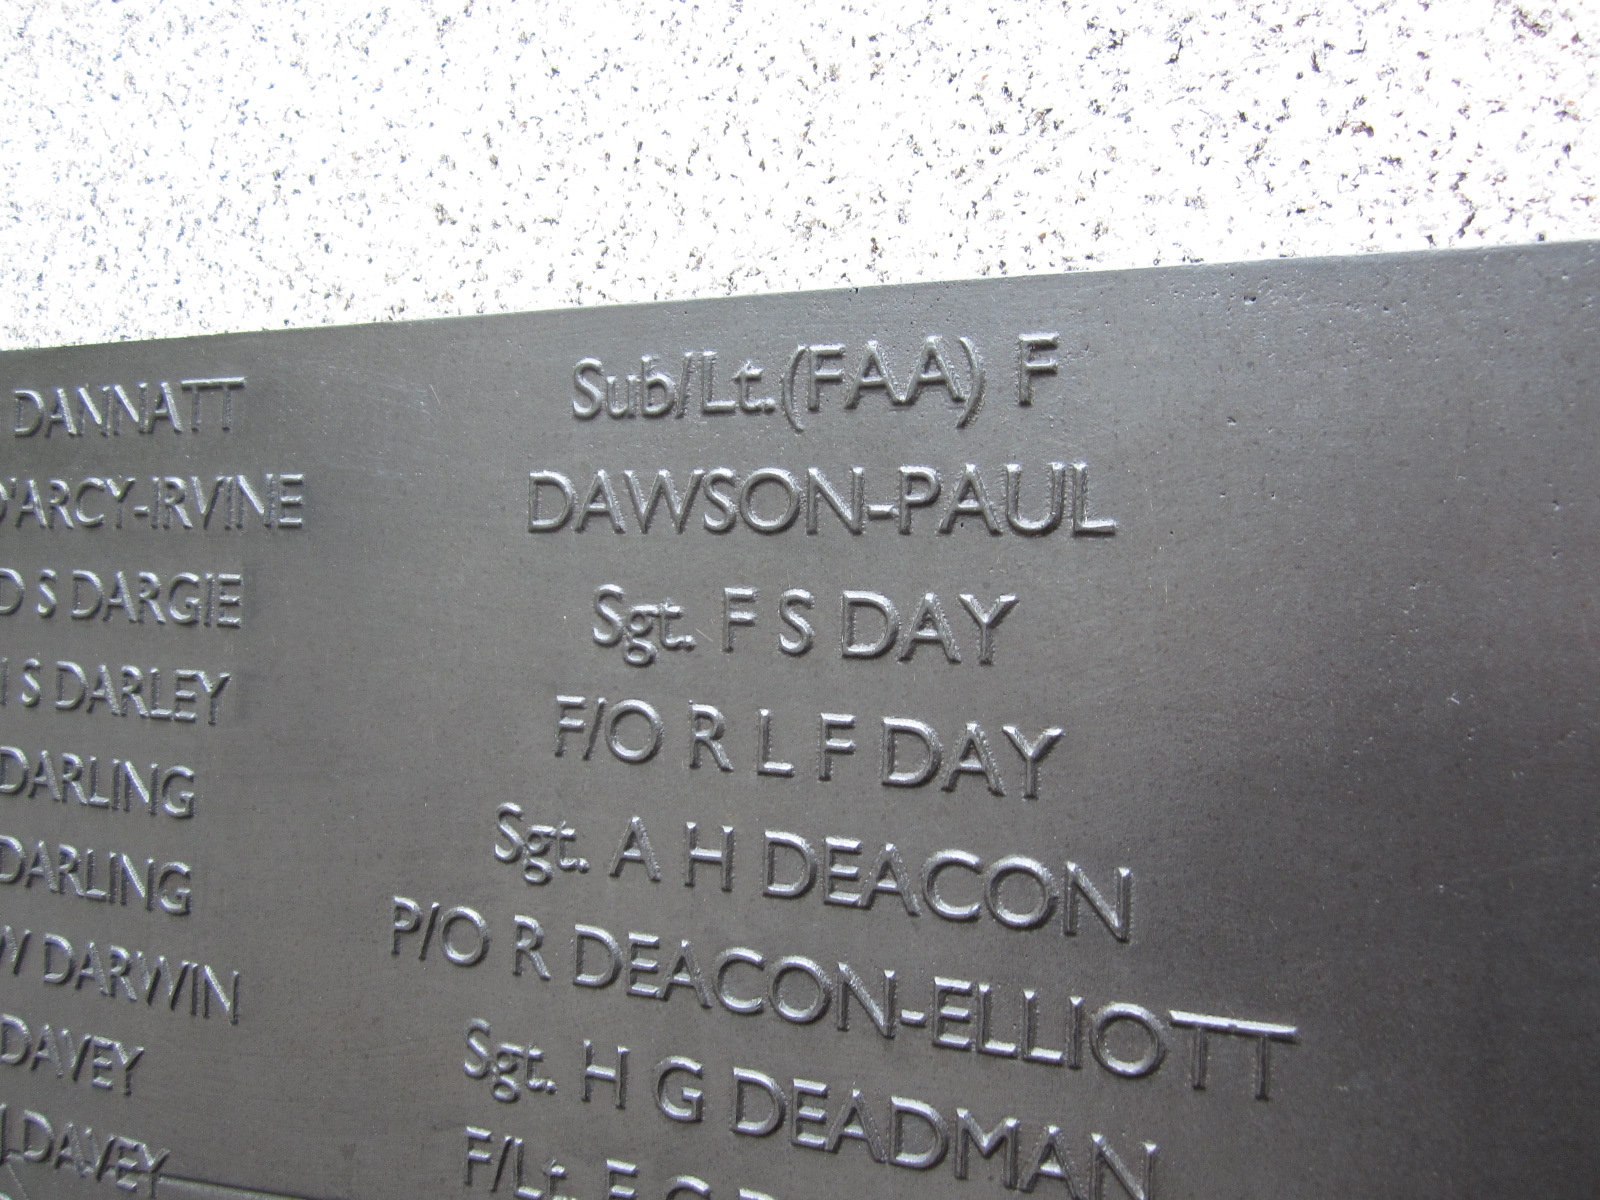 DANNATT
D'ARCY-IRVINE
D S DARGIE
S DARLEY
DARLING
DARLING
W DARWIN
DAVEY
DAVEY
Sub/Lt.(FAA) F
DAWSON-PAUL
Sgt. F S DAY
F/O R L F DAY
Sgt. A H DEACON
P/O R DEACON-ELLIOTT
Sgt. H G DEADMAN
F/Lt.